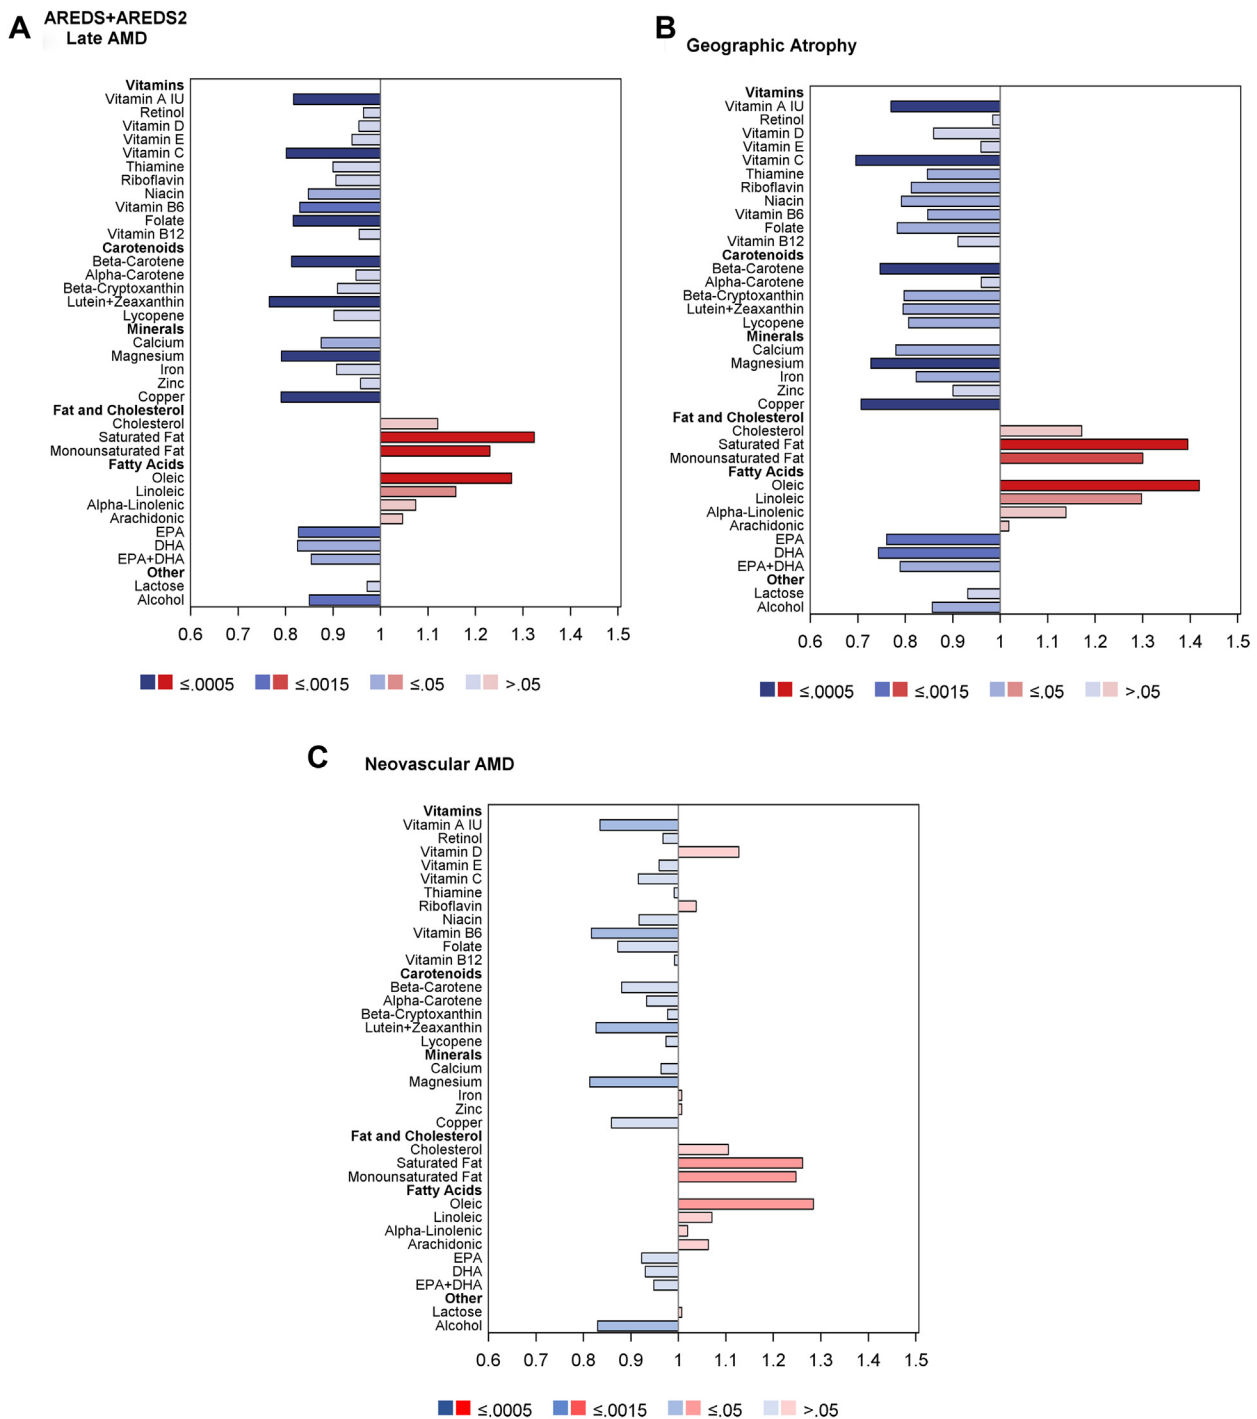 A
AREDS+AREDS2
Late AMD
Vitamins
Vitamin A IU
Retinol
Vitamin D
Vitamin E
Vitamin C
Thiamine
Riboflavin
Niacin
Vitamin B6
Folate
Vitamin B12
Carotenoids
Beta-Carotene
Alpha-Carotene
Beta-Cryptoxanthin
Lutein+Zeaxanthin
Lycopene
Minerals
Calcium
Magnesium
Iron
Zinc
Copper
Fat and Cholesterol
Cholesterol
Saturated Fat
Monounsaturated Fat
Fatty Acids
Oleic
Linoleic
Alpha-Linolenic
Arachidonic
EPA
DHA
EPA+DHA
Other
Lactose
Alcohol
0.6 0.7 0.8 0.9 1 1.1 1.2 1.3 1.4 1.5
≤.0005 ≤.0015 ≤.05 >.05
B
Geographic Atrophy
Vitamins
Vitamin A IU
Retinol
Vitamin D
Vitamin E
Vitamin C
Thiamine
Riboflavin
Niacin
Vitamin B6
Folate
Vitamin B12
Carotenoids
Beta-Carotene
Alpha-Carotene
Beta-Cryptoxanthin
Lutein+Zeaxanthin
Lycopene
Minerals
Calcium
Magnesium
Iron
Zinc
Copper
Fat and Cholesterol
Cholesterol
Saturated Fat
Monounsaturated Fat
Fatty Acids
Oleic
Linoleic
Alpha-Linolenic
Arachidonic
EPA
DHA
EPA+DHA
Other
Lactose
Alcohol
0.6 0.7 0.8 0.9 1 1.1 1.2 1.3 1.4 1.5
≤.0005 ≤.0015 ≤.05 >.05
C
Neovascular AMD
Vitamins
Vitamin A IU
Retinol
Vitamin D
Vitamin E
Vitamin C
Thiamine
Riboflavin
Niacin
Vitamin B6
Folate
Vitamin B12
Carotenoids
Beta-Carotene
Alpha-Carotene
Beta-Cryptoxanthin
Lutein+Zeaxanthin
Lycopene
Minerals
Calcium
Magnesium
Iron
Zinc
Copper
Fat and Cholesterol
Cholesterol
Saturated Fat
Monounsaturated Fat
Fatty Acids
Oleic
Linoleic
Alpha-Linolenic
Arachidonic
EPA
DHA
EPA+DHA
Other
Lactose
Alcohol
0.6 0.7 0.8 0.9 1 1.1 1.2 1.3 1.4 1.5
≤.0005 ≤.0015 ≤.05 >.05